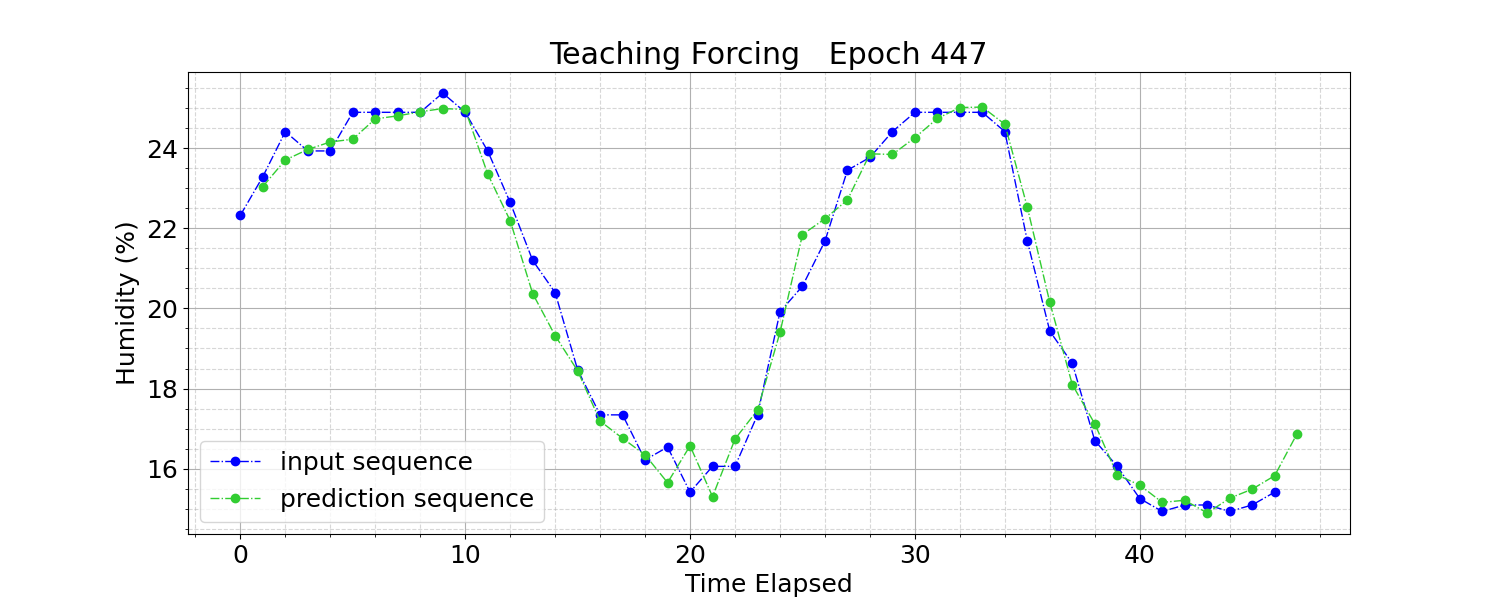 Teaching Forcing   Epoch 447
Humidity (%)
24
22
20
18
16
input sequence
prediction sequence
0 10 20 30 40
Time Elapsed